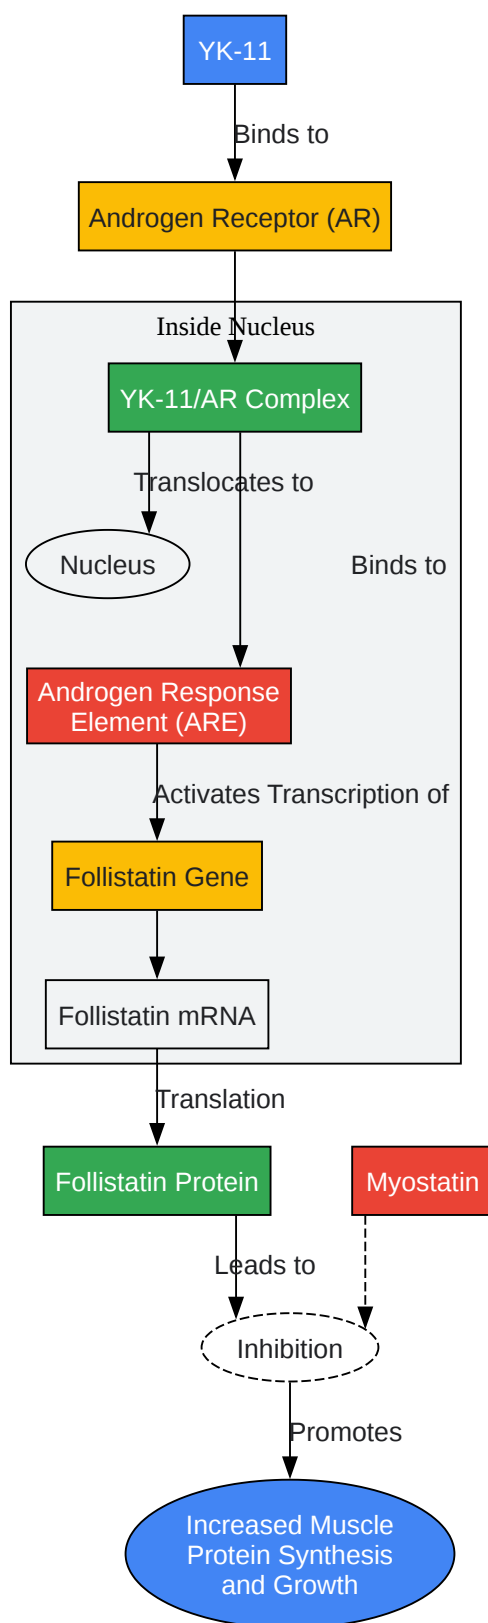 YK-11
Binds to
Androgen Receptor (AR)
Inside Nucleus
YK-11/AR Complex
Translocates to
Nucleus
Binds to
Androgen Response
Element (ARE)
Activates Transcription of
Follistatin Gene
Follistatin mRNA
Translation
Follistatin Protein
Myostatin
Leads to
Inhibition
Promotes
Increased Muscle
Protein Synthesis
and Growth